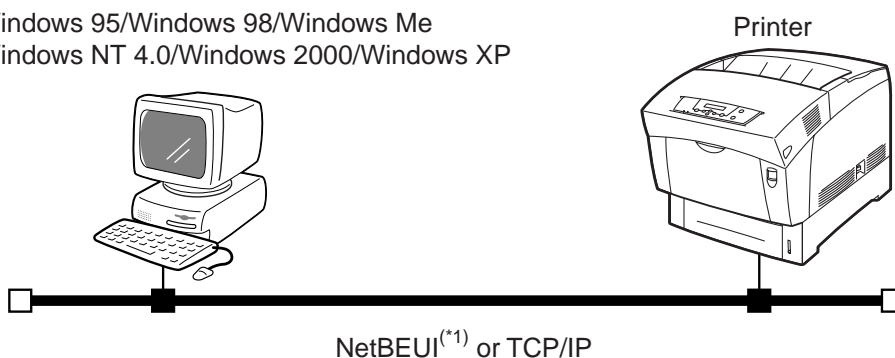 indows 95/Windows 98/Windows Me
indows NT 4.0/Windows 2000/Windows XP
Printer
NetBEUI(*1) or TCP/IP